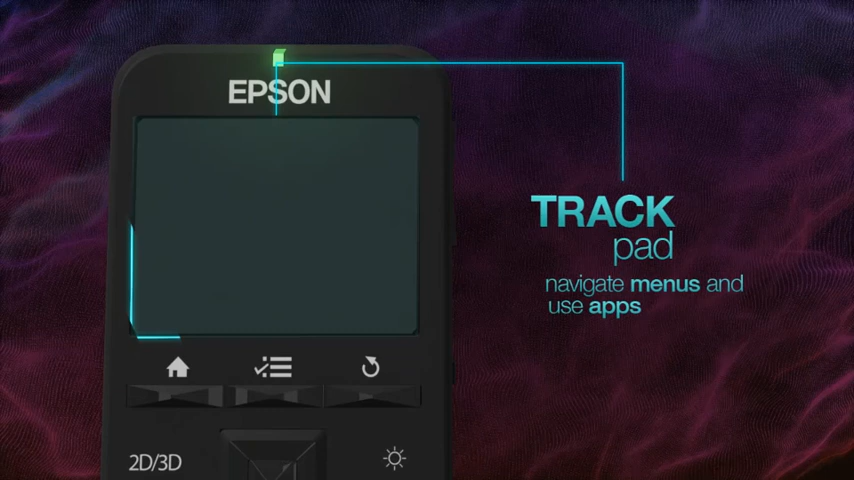 EPSON
TRACK
pad
navigate menus and
use apps
2D/3D